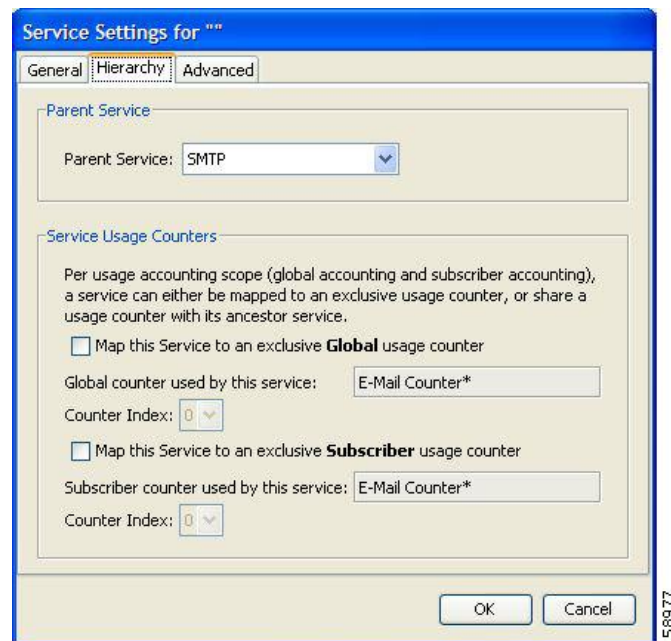 Service Settings for ""
General Hierarchy Advanced
Parent Service
Parent Service: SMTP
Service Usage Counters
Per usage accounting scope (global accounting and subscriber accounting),
a service can either be mapped to an exclusive usage counter, or share a
usage counter with its ancestor service.
Map this Service to an exclusive Global usage counter
Global counter used by this service: E-Mail Counter*
Counter Index: 0
Map this Service to an exclusive Subscriber usage counter
Subscriber counter used by this service: E-Mail Counter*
Counter Index: 0
OK Cancel